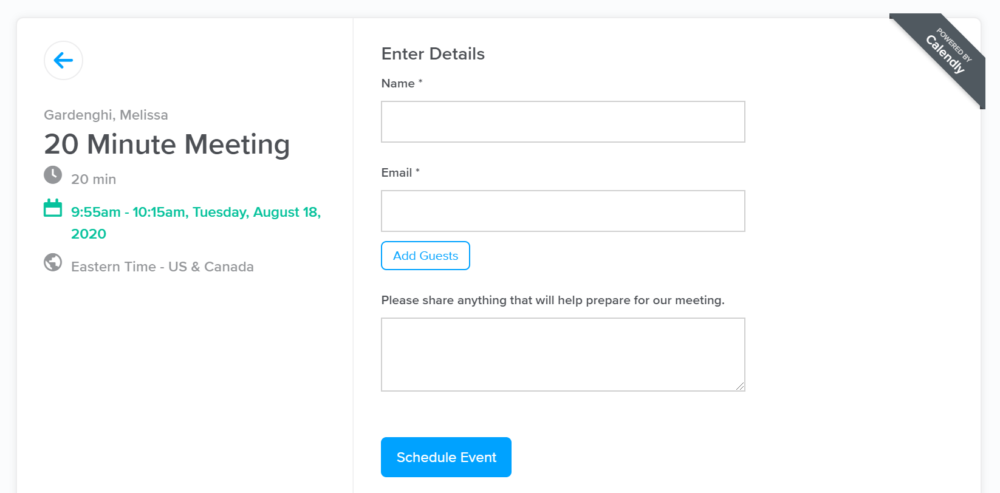 Gardenghi, Melissa
20 Minute Meeting
20 min
9:55am - 10:15am, Tuesday, August 18,
2020
Eastern Time - US & Canada
Enter Details
Name *
Email *
Add Guests
Please share anything that will help prepare for our meeting.
Schedule Event
POWERED BY
Calendly